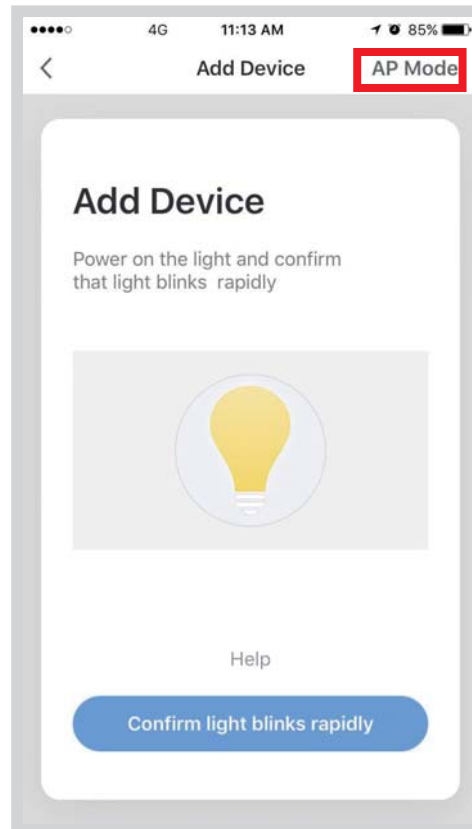 4G 11:13 AM 85%
Add Device AP Mode
Add Device
Power on the light and confirm
that light blinks rapidly
Help
Confirm light blinks rapidly